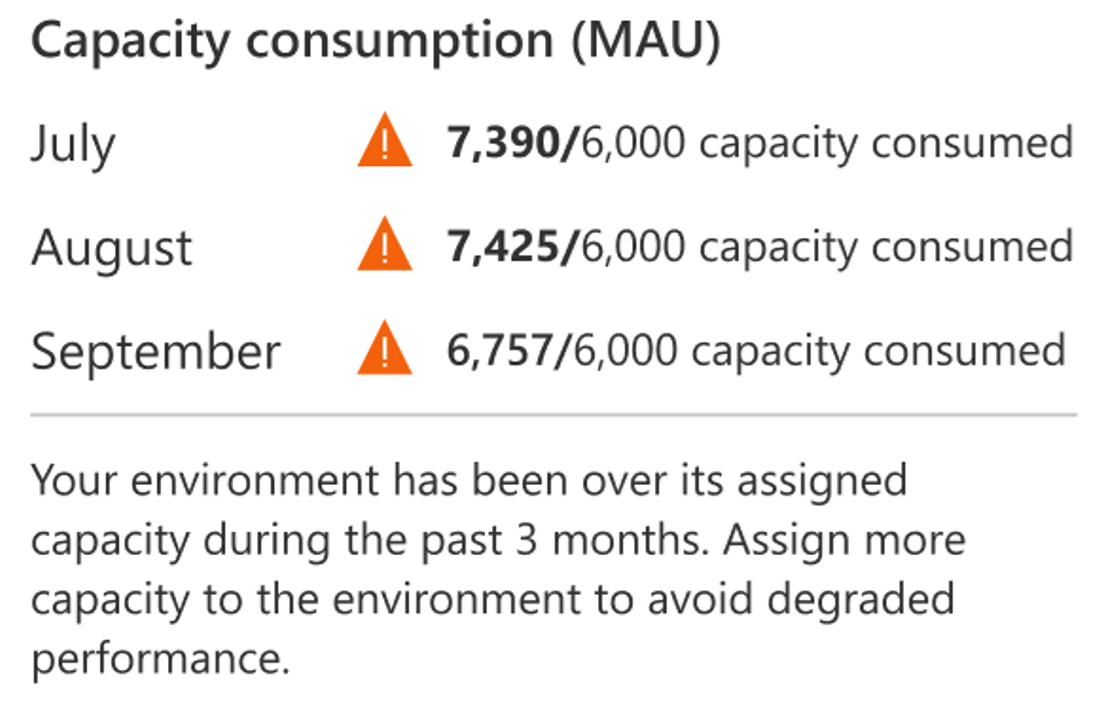 Capacity consumption (MAU)
July 7,390/6,000 capacity consumed
August 7,425/6,000 capacity consumed
September 6,757/6,000 capacity consumed
Your environment has been over its assigned
capacity during the past 3 months. Assign more
capacity to the environment to avoid degraded
performance.